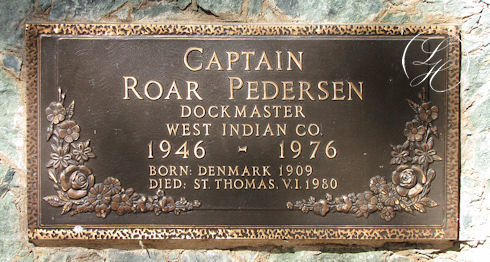 CAPTAIN
ROAR PEDERSEN
DOCKMASTER
WEST INDIAN CO.
1946 - 1976
BORN: DENMARK 1909
DIED: ST. THOMAS, V.I. 1980